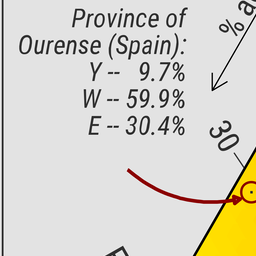 Province of
Ourense (Spain):
Y -- 9.7%
W -- 59.9%
E -- 30.4%
% a
30